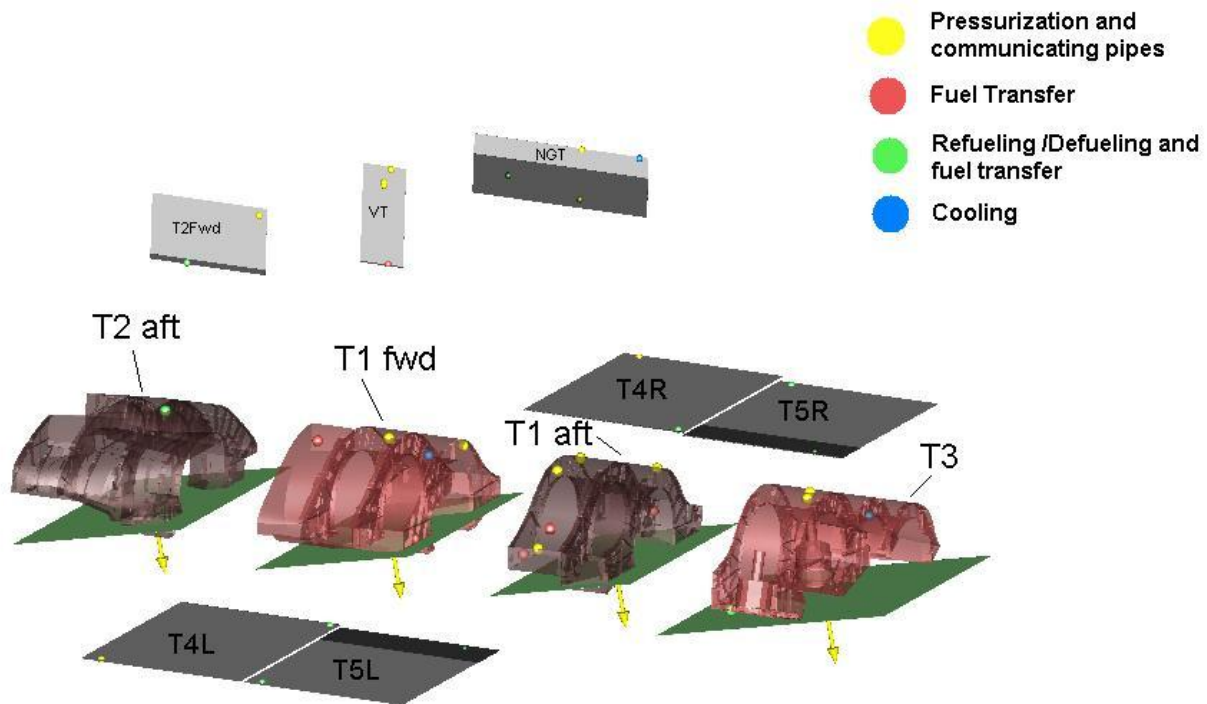 Pressurization and
communicating pipes
Fuel Transfer
Refueling /Defueling and
fuel transfer
Cooling
NGT
VT
T2Fwd
T2 aft
T1 fwd
T4R
T5R
T1 aft
T3
T4L
T5L